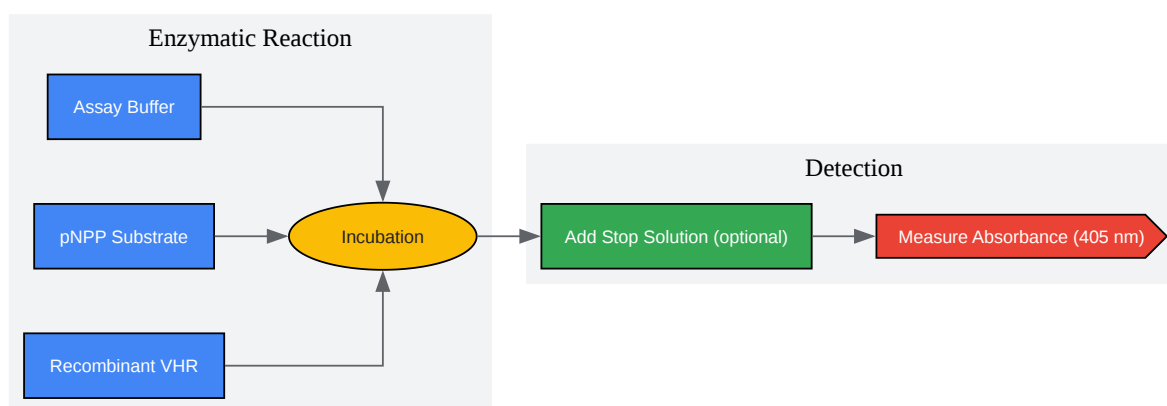 Enzymatic Reaction
Assay Buffer
pNPP Substrate
Incubation
Recombinant VHR
Detection
Add Stop Solution (optional)
Measure Absorbance (405 nm)